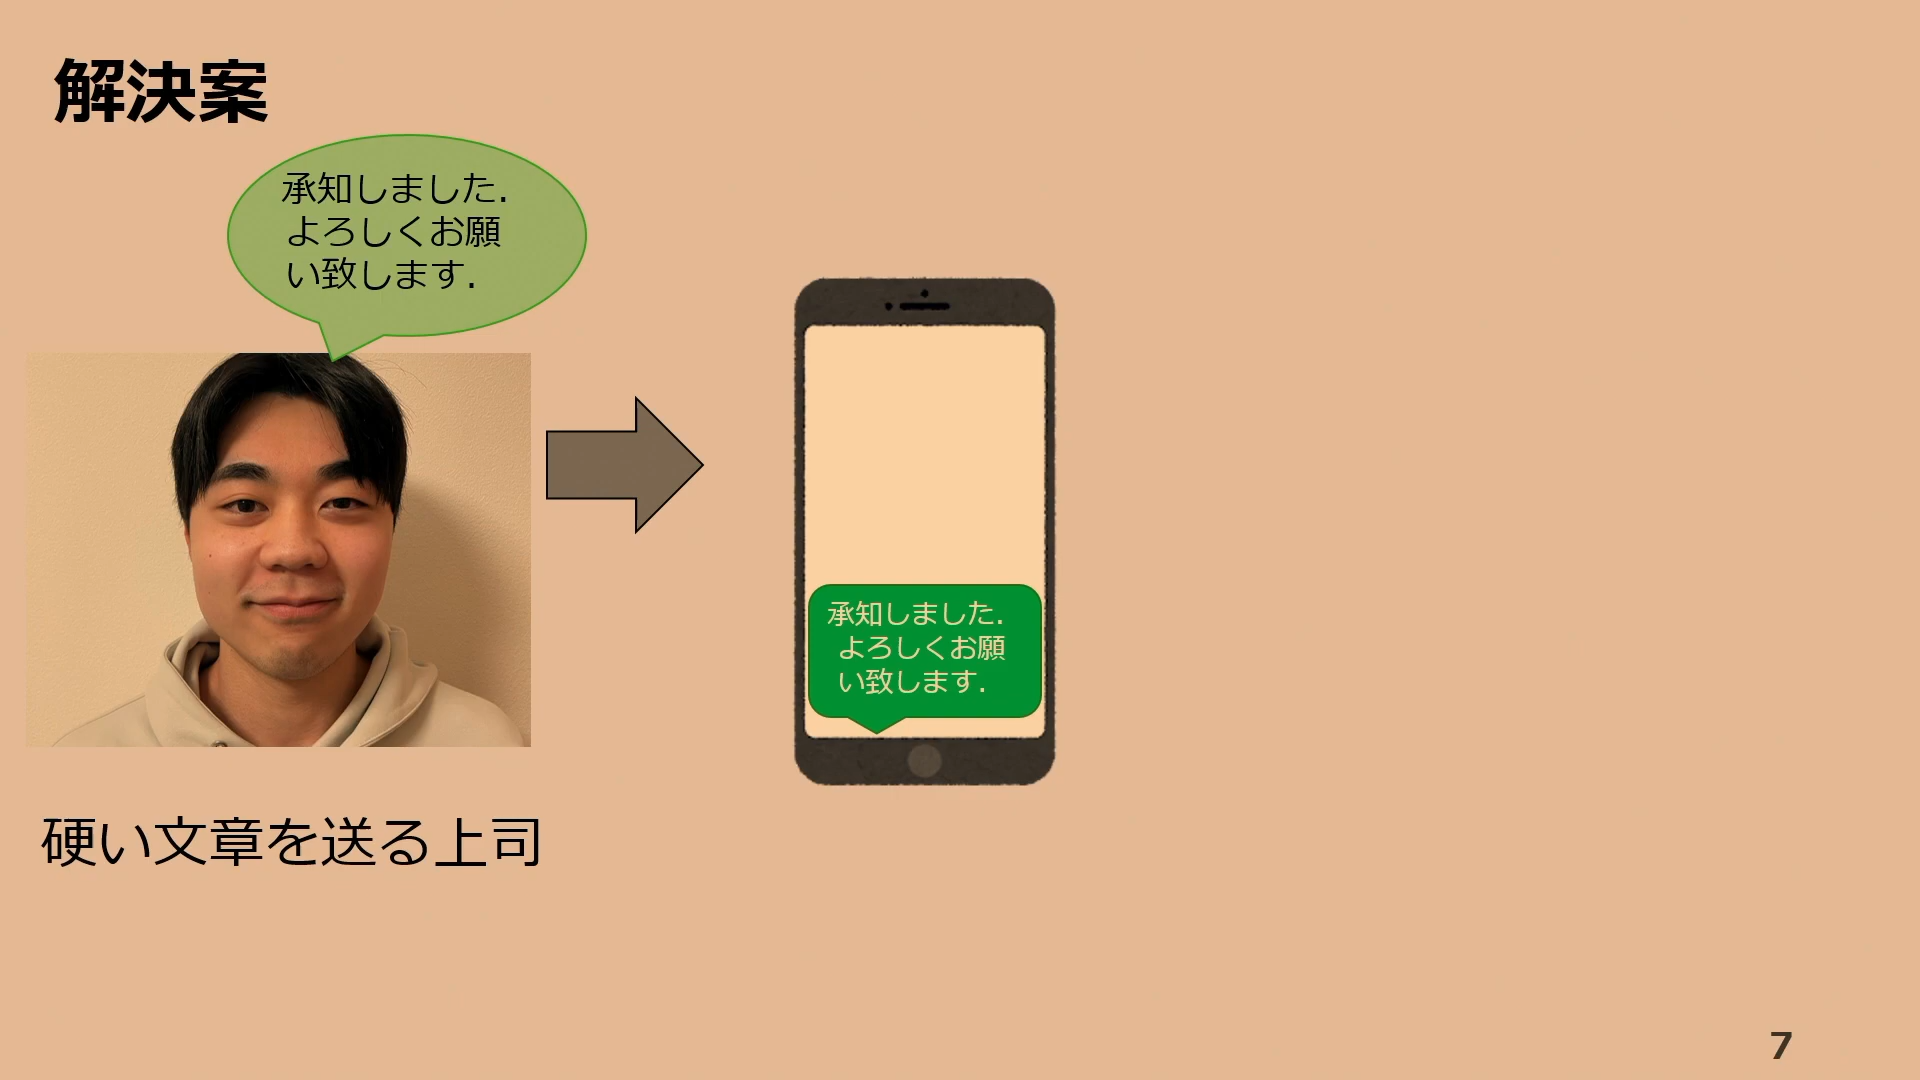 解決案
承知しました.
よろしくお願
い致します.
承知しました.
よろしくお願
い致します.
硬い文章を送る上司
7